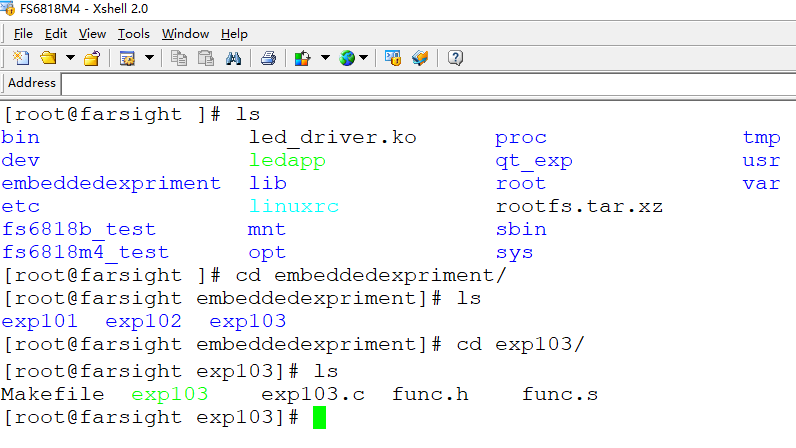 FS6818M4 - Xshell 2.0
File Edit View Tools Window Help
Address
[root@farsight ]# ls
bin led_driver.ko proc tmp
dev ledapp qt_exp usr
embeddedexpriment lib root var
etc linuxrc rootfs.tar.xz
fs6818b_test mnt sbin
fs6818m4_test opt sys
[root@farsight ]# cd embeddedexpriment/
[root@farsight embeddedexpriment]# ls
exp101 exp102 exp103
[root@farsight embeddedexpriment]# cd exp103/
[root@farsight exp103]# ls
Makefile exp103 exp103.c func.h func.s
[root@farsight exp103]#